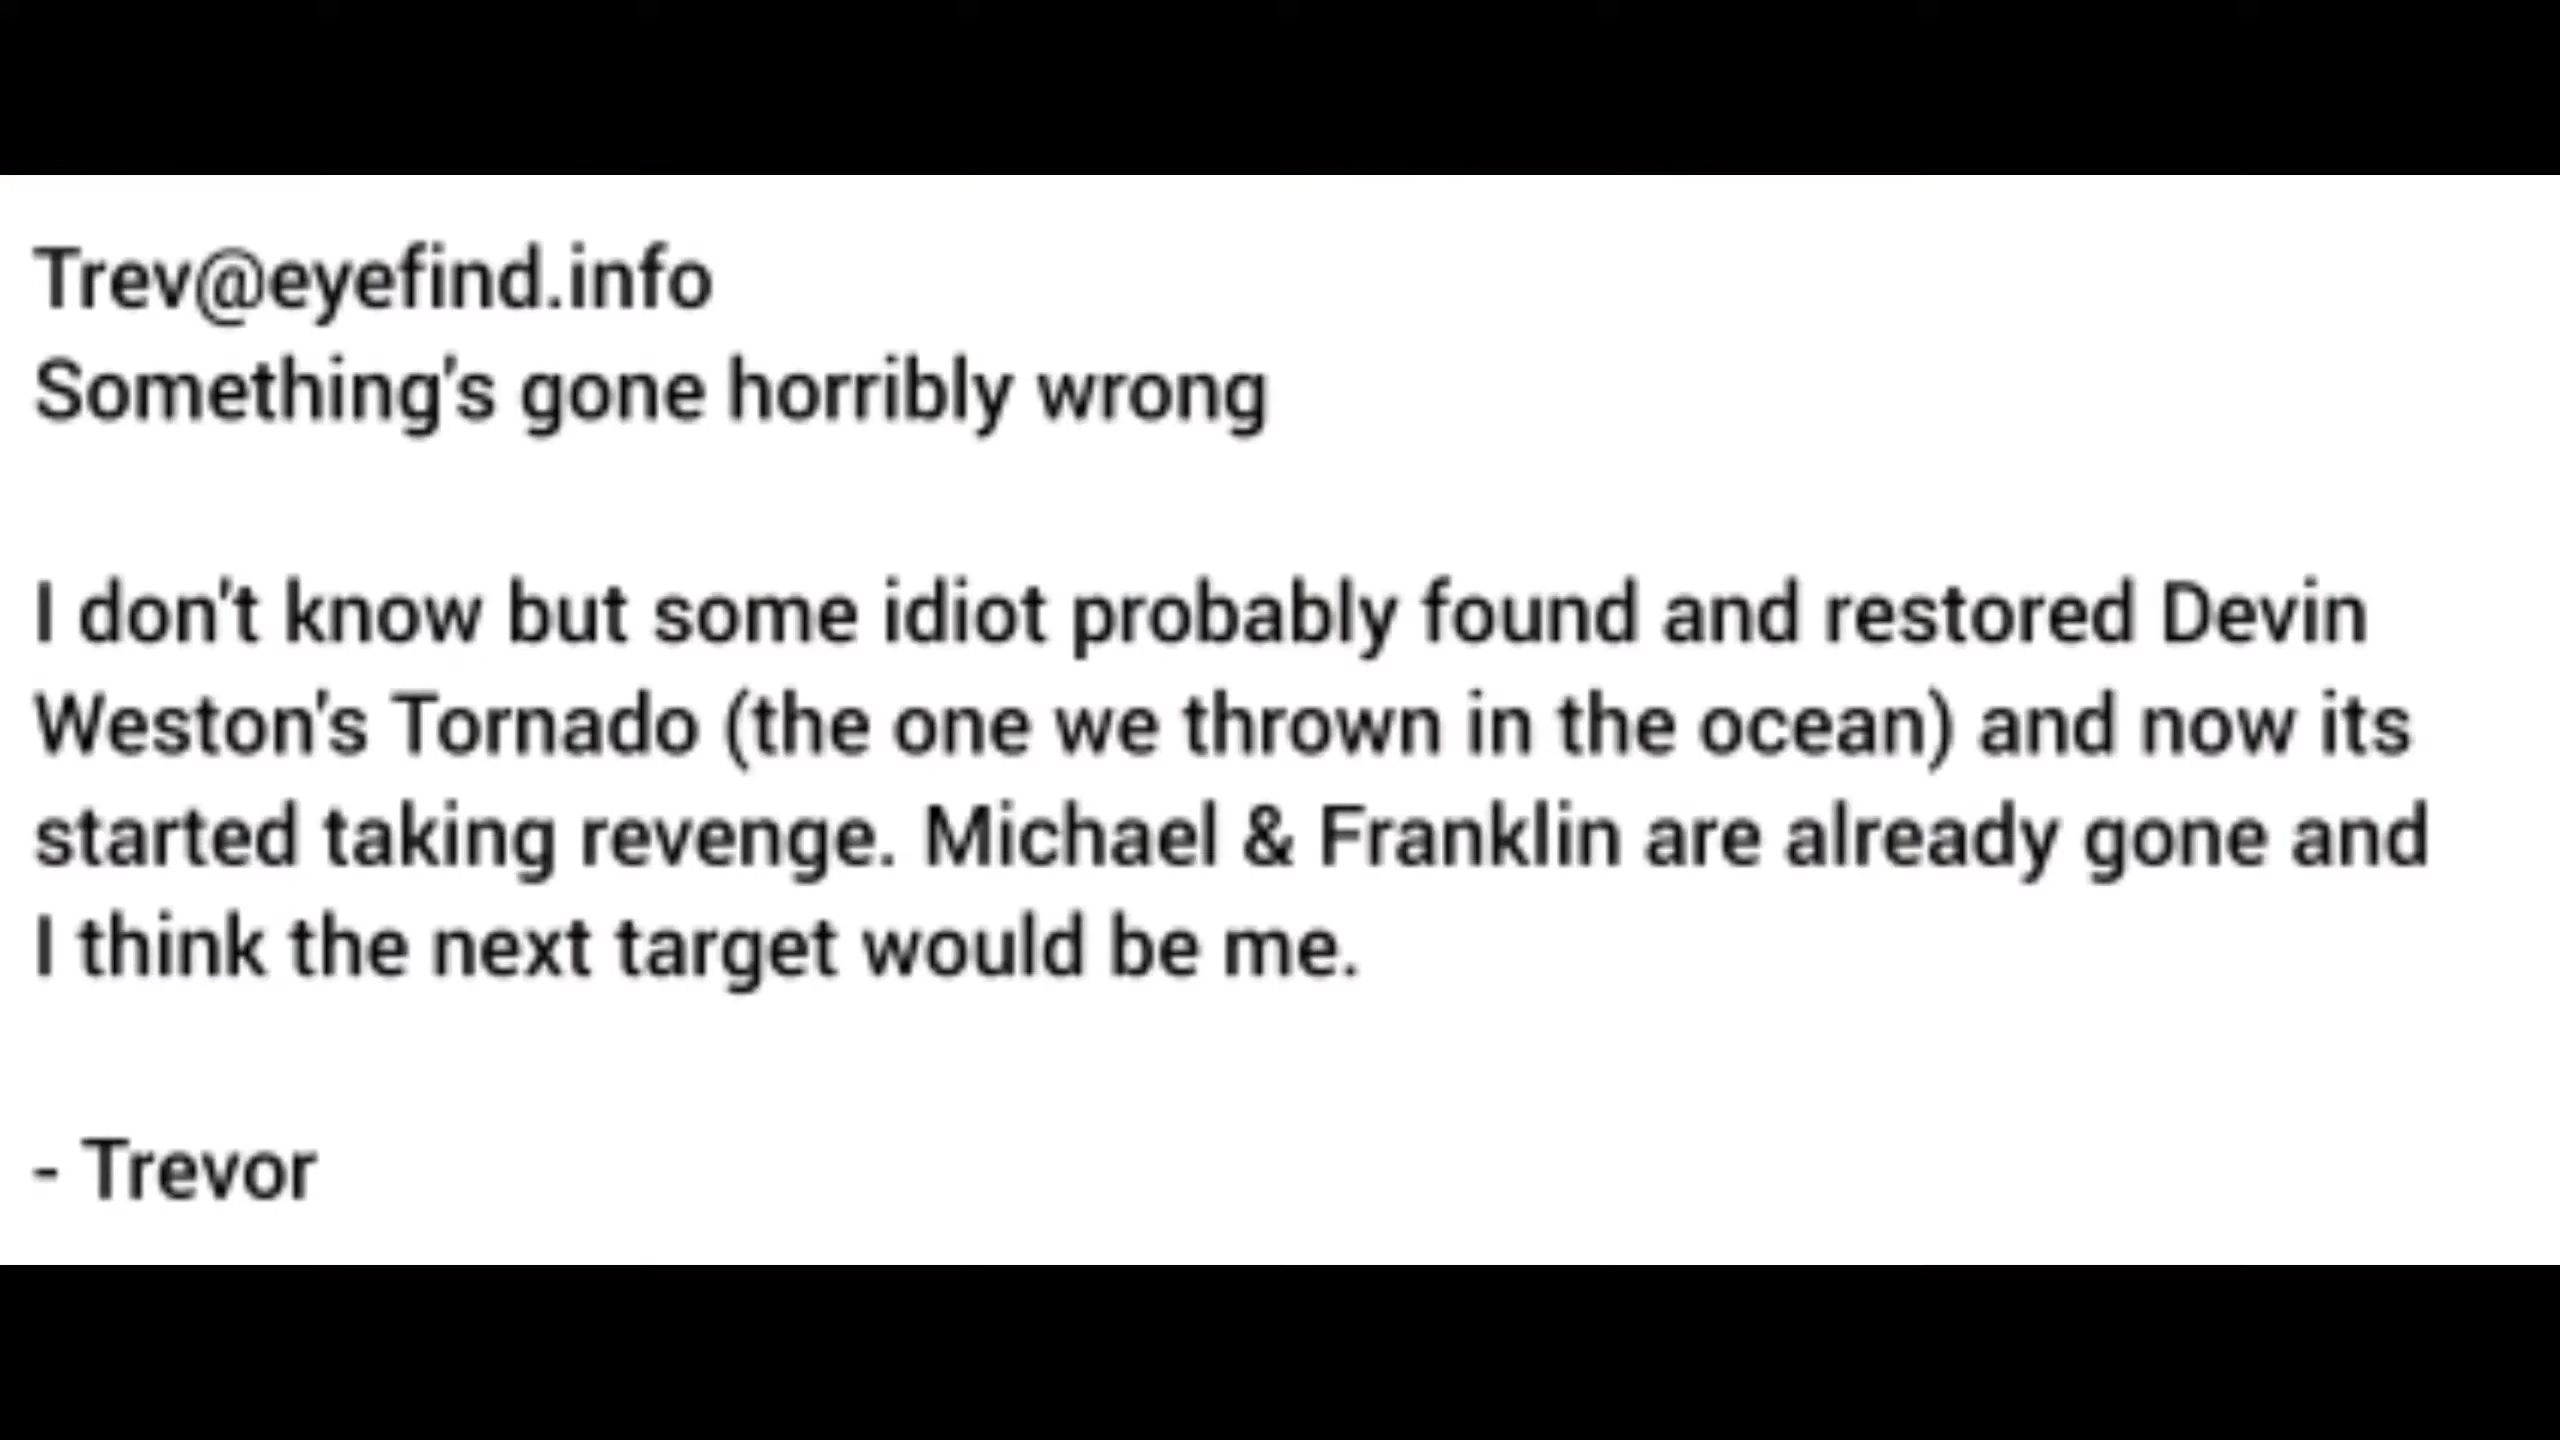 Trev@eyefind.info
Something's gone horribly wrong
I don't know but some idiot probably found and restored Devin
Weston's Tornado (the one we thrown in the ocean) and now its
started taking revenge. Michael & Franklin are already gone and
I think the next target would be me.
- Trevor